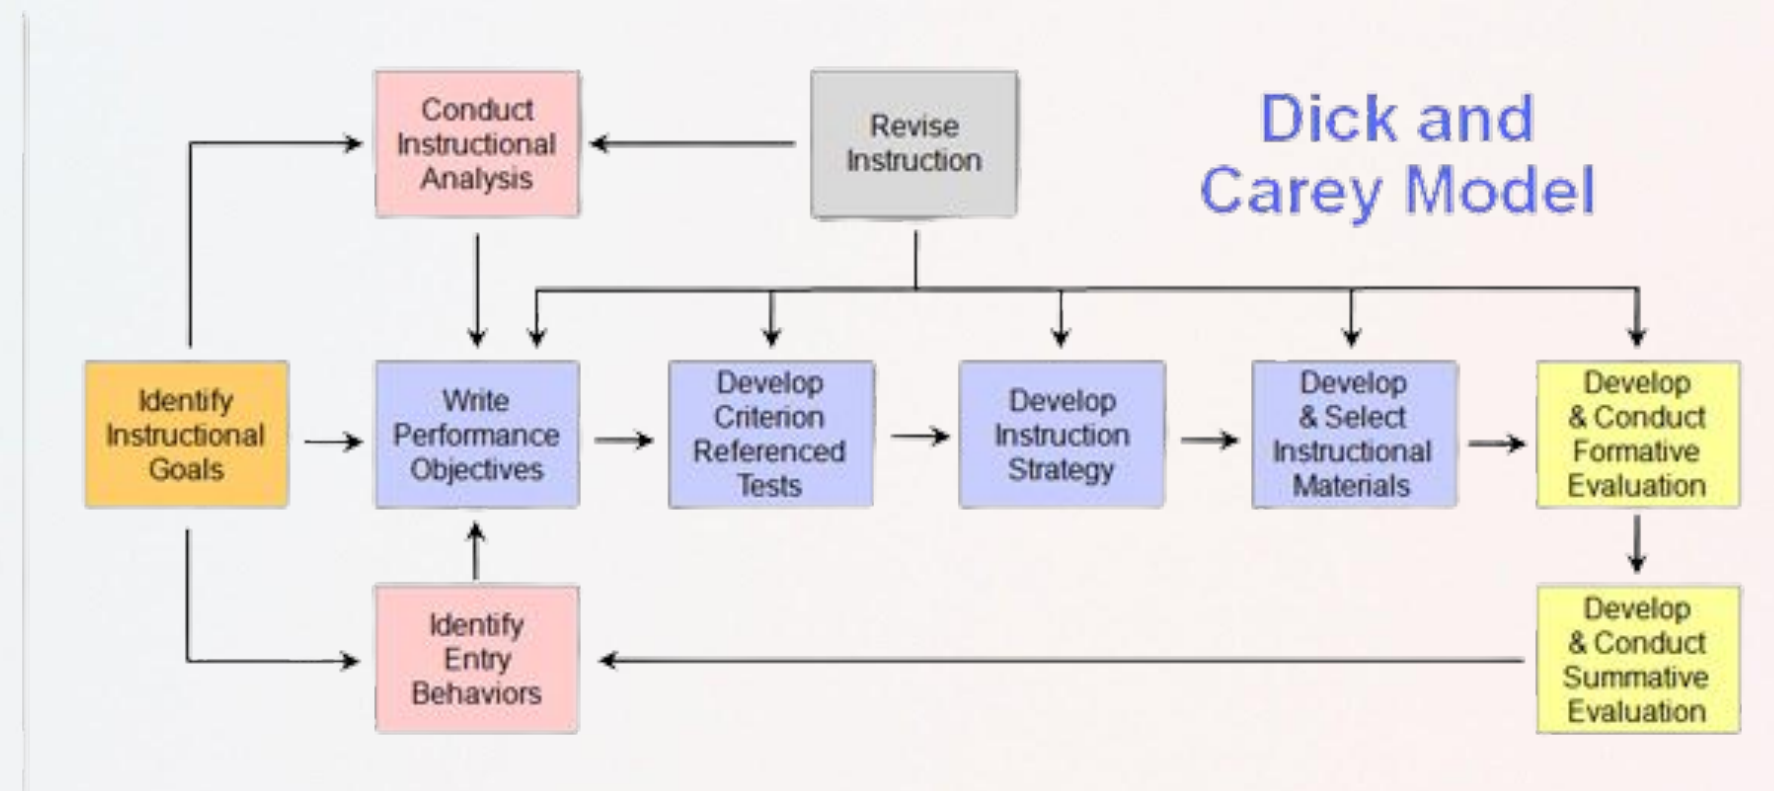 Conduct
Instructional
Analysis
Revise
Instruction
Dick and
Carey Model
Identify
Instructional
Goals
Write
Performance
Objectives
Develop
Criterion
Referenced
Tests
Develop
Instruction
Strategy
Develop
& Select
Instructional
Materials
Develop
& Conduct
Formative
Evaluation
Identify
Entry
Behaviors
Develop
& Conduct
Summative
Evaluation